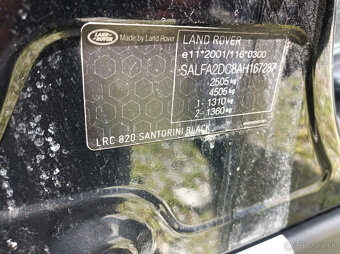 LAND ROVER
Made by Land Rover
LAND ROVER
e11*2001/116*0300
SALFA2DC8AH167287
2505 kg
4505 kg
1- 1310 kg
2- 1360 kg
LRC 820 SANTORINI BLACK